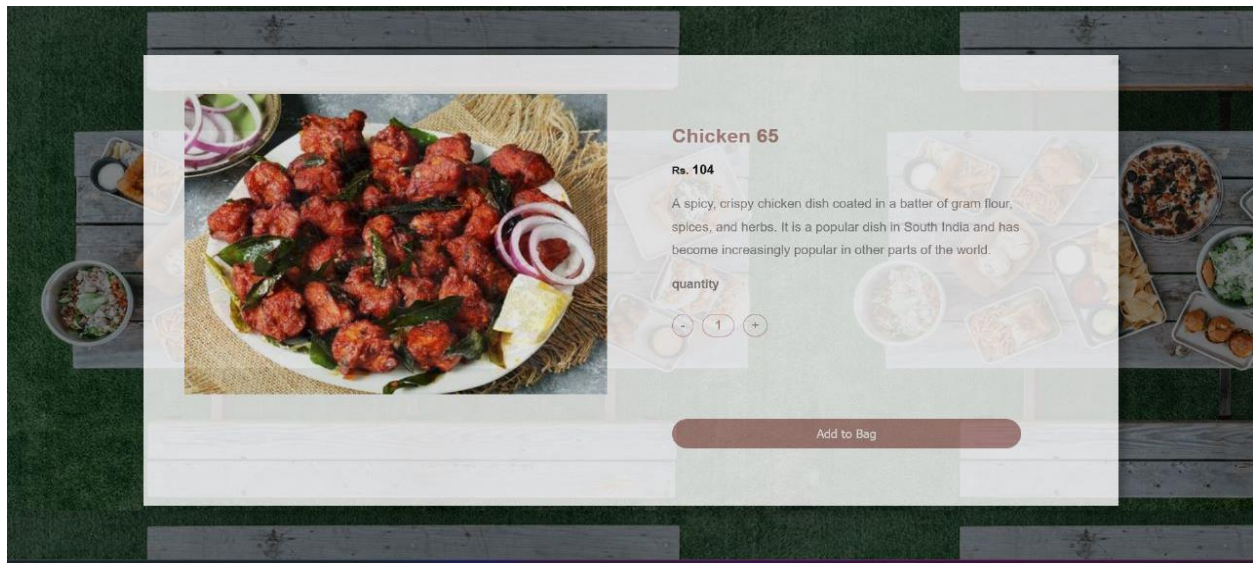 Chicken 65
Rs. 104
A spicy, crispy chicken dish coated in a batter of gram flour,
spices, and herbs. It is a popular dish in South India and has
become increasingly popular in other parts of the world.
quantity
- 1 +
Add to Bag